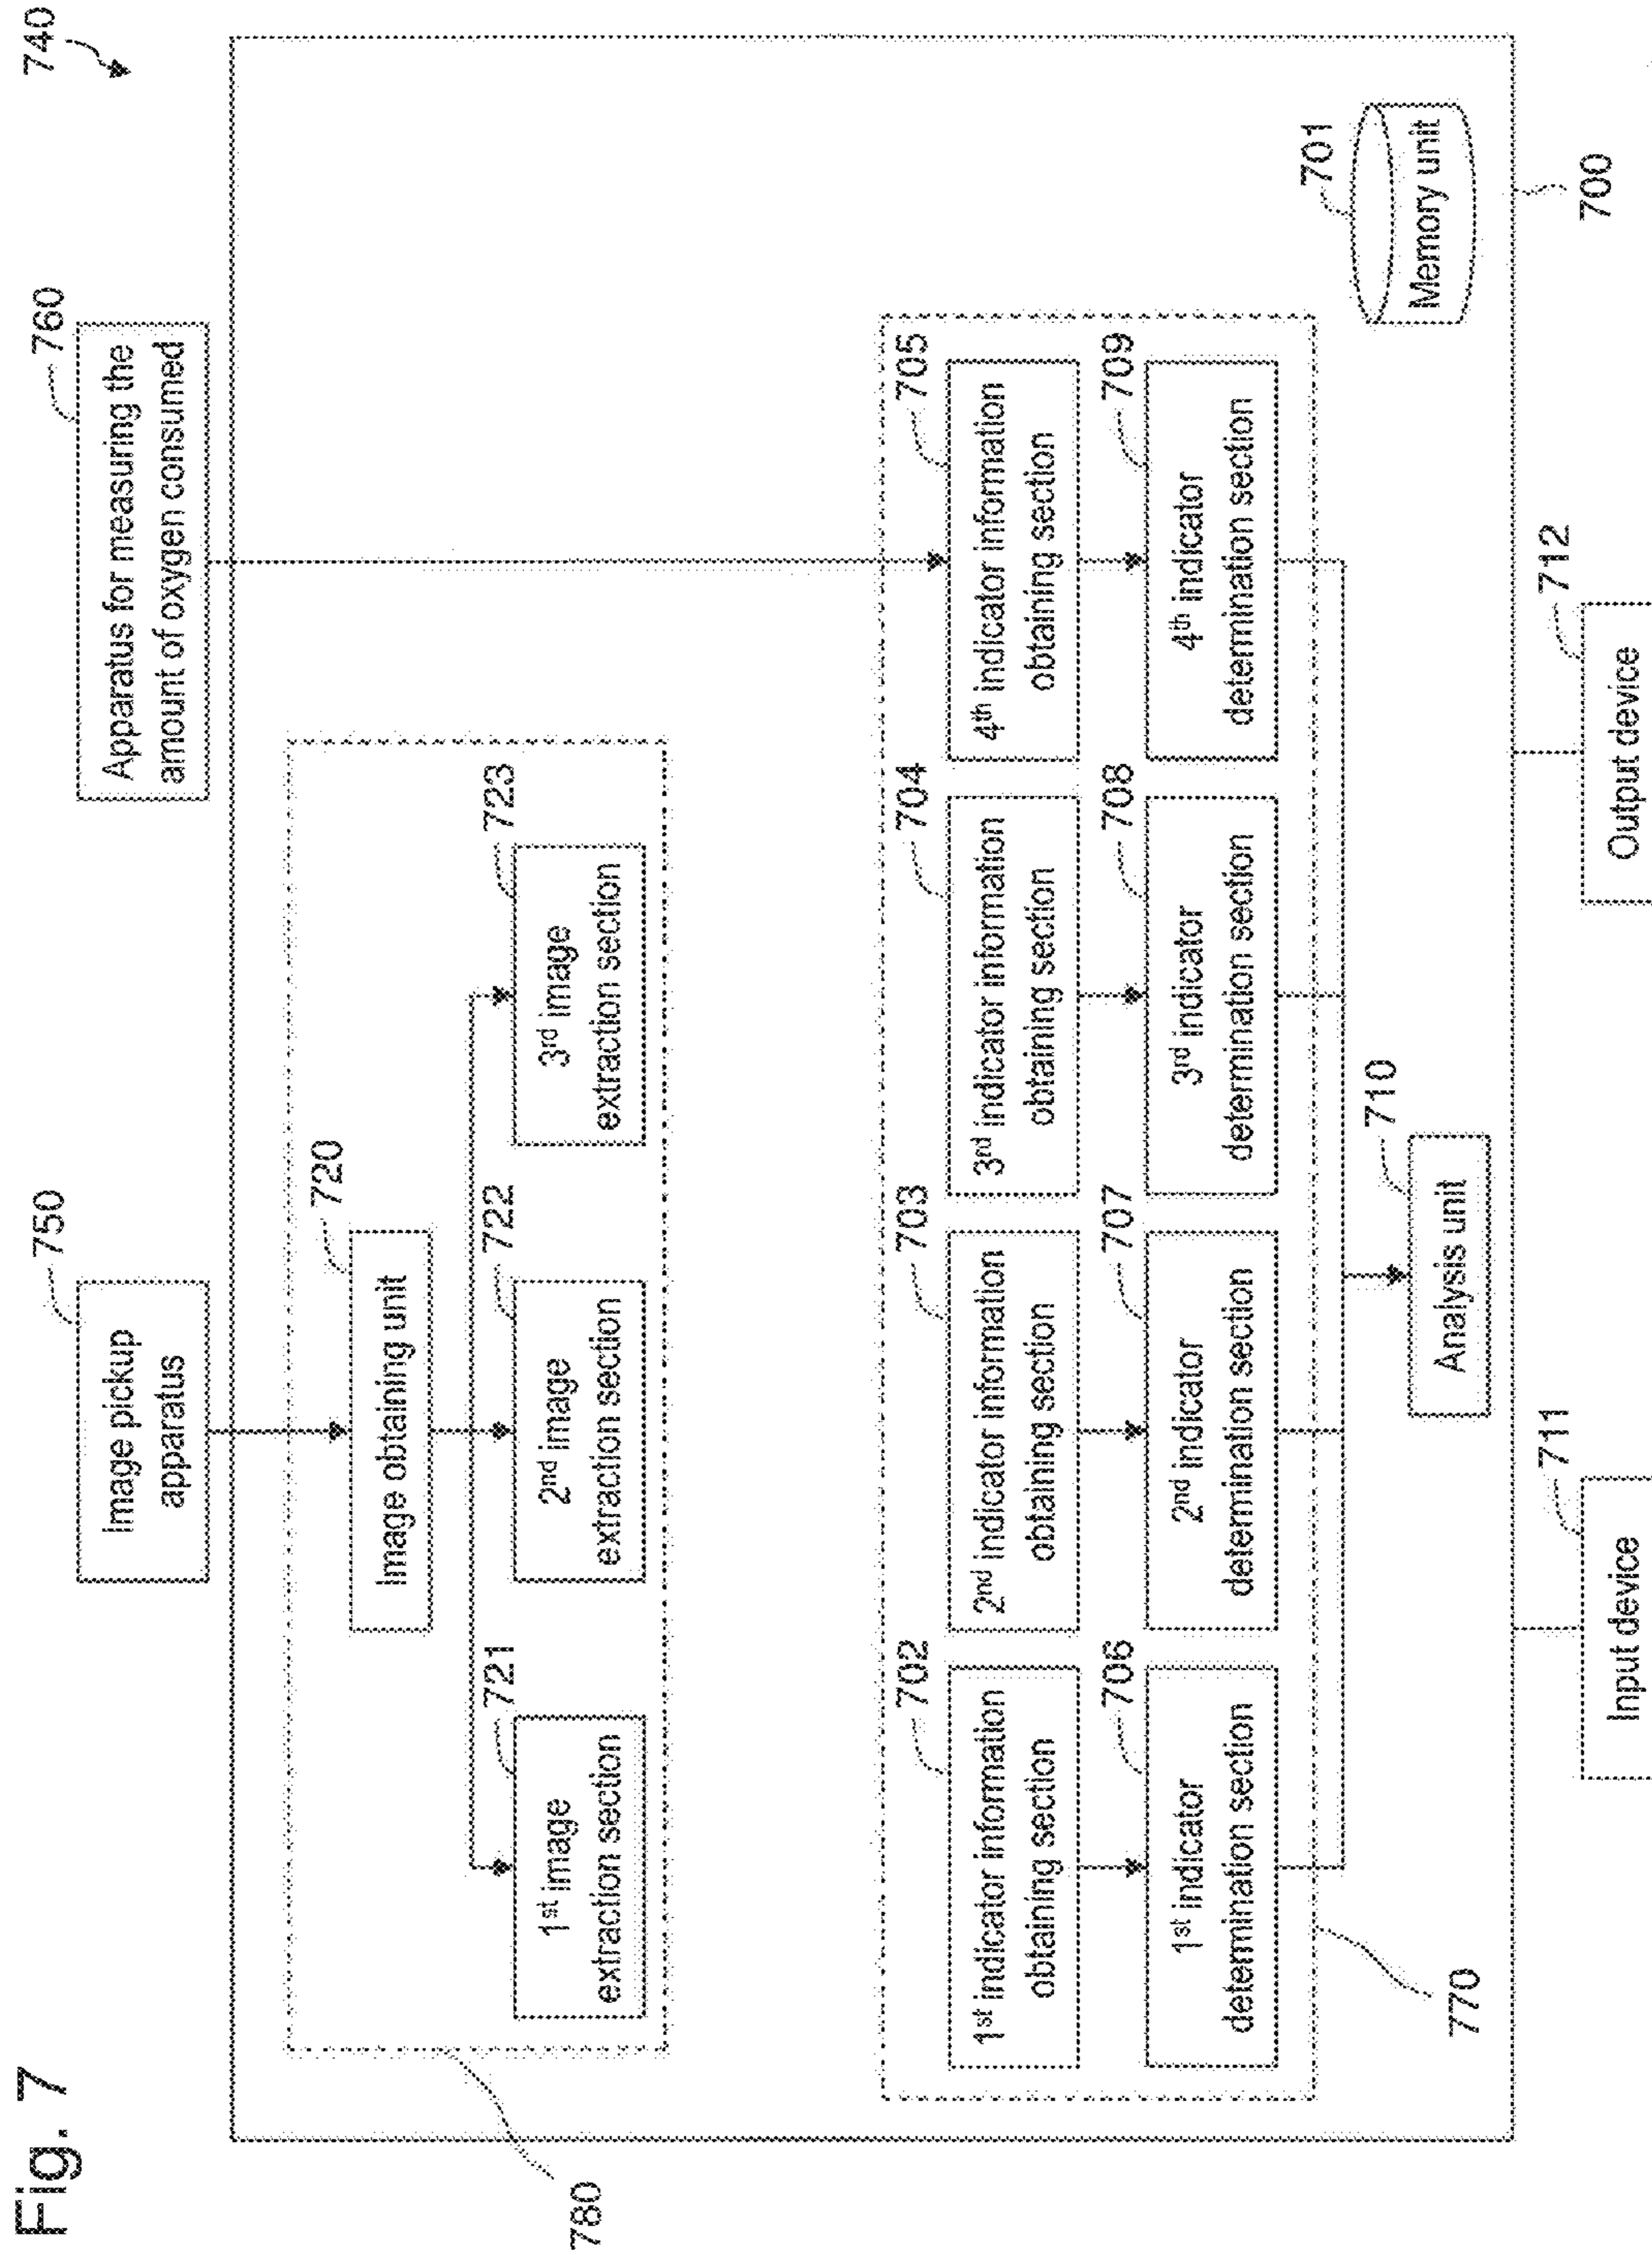 Fig. 7
740
750
Image pickup
apparatus
760
Apparatus for measuring the
amount of oxygen consumed
780
720
Image obtaining unit
721
1st image
extraction section
722
2nd image
extraction section
723
3rd image
extraction section
702
1st indicator information
obtaining section
703
2nd indicator information
obtaining section
704
3rd indicator information
obtaining section
705
4th indicator information
obtaining section
706
1st indicator
determination section
707
2nd indicator
determination section
708
3rd indicator
determination section
709
4th indicator
determination section
770
710
Analysis unit
701
Memory unit
700
711
Input device
712
Output device